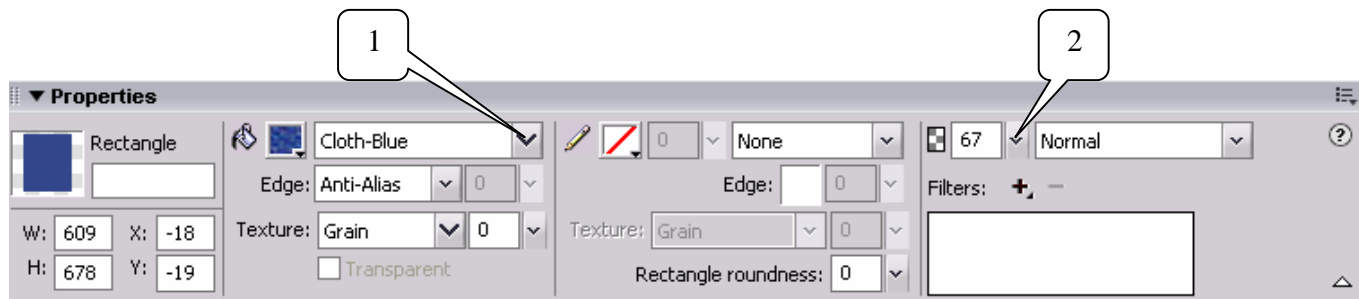 1
2
Properties
Rectangle
Cloth-Blue
0
None
67
Normal
?
Edge: Anti-Alias 0
Edge: 0
Filters: + −
W: 609 X: -18
Texture: Grain 0
Texture: Grain 0
H: 678 Y: -19
Transparent
Rectangle roundness: 0